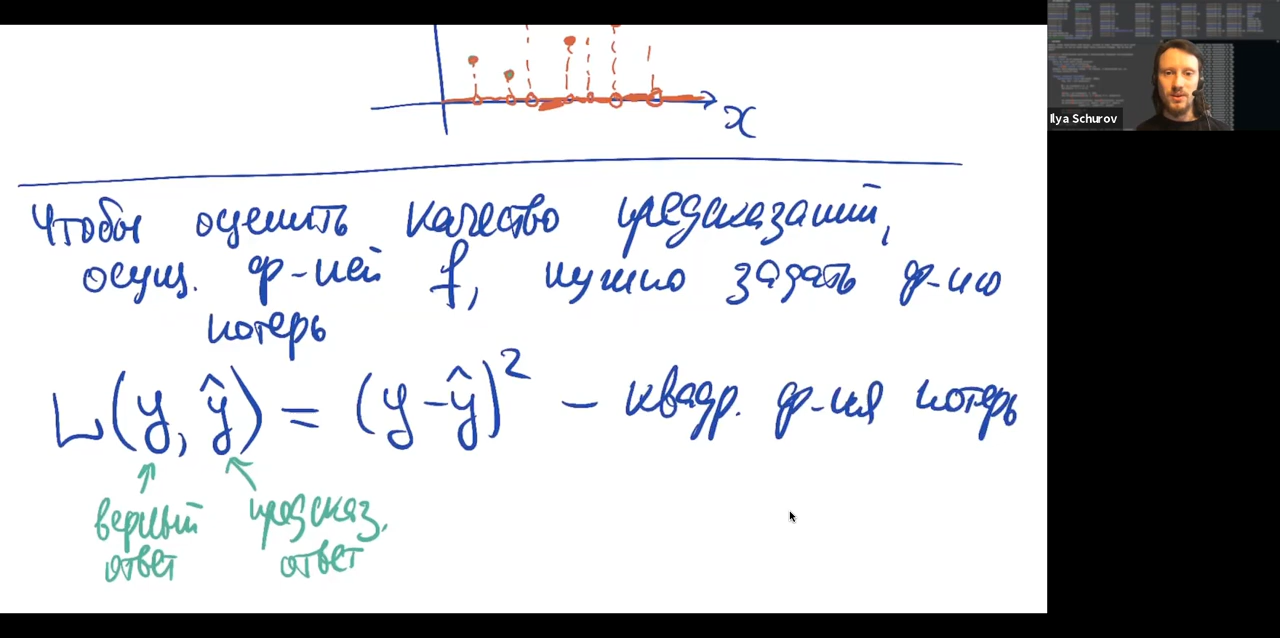 x
Чтобы оценить качество предсказаний,
осущ. ф-ией f, нужно задать ф-ию
потерь
L(y, ŷ) = (y - ŷ)² – квадр. ф-ия потерь
верный предсказ.
ответ ответ
Ilya Schurov